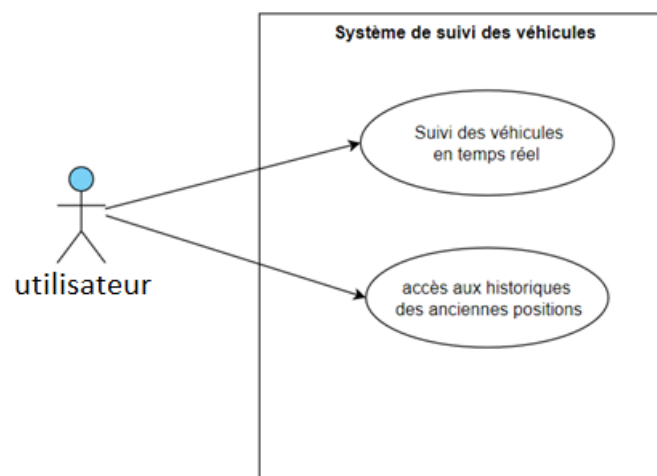 Système de suivi des véhicules
Suivi des véhicules
en temps réel
utilisateur
accès aux historiques
des anciennes positions